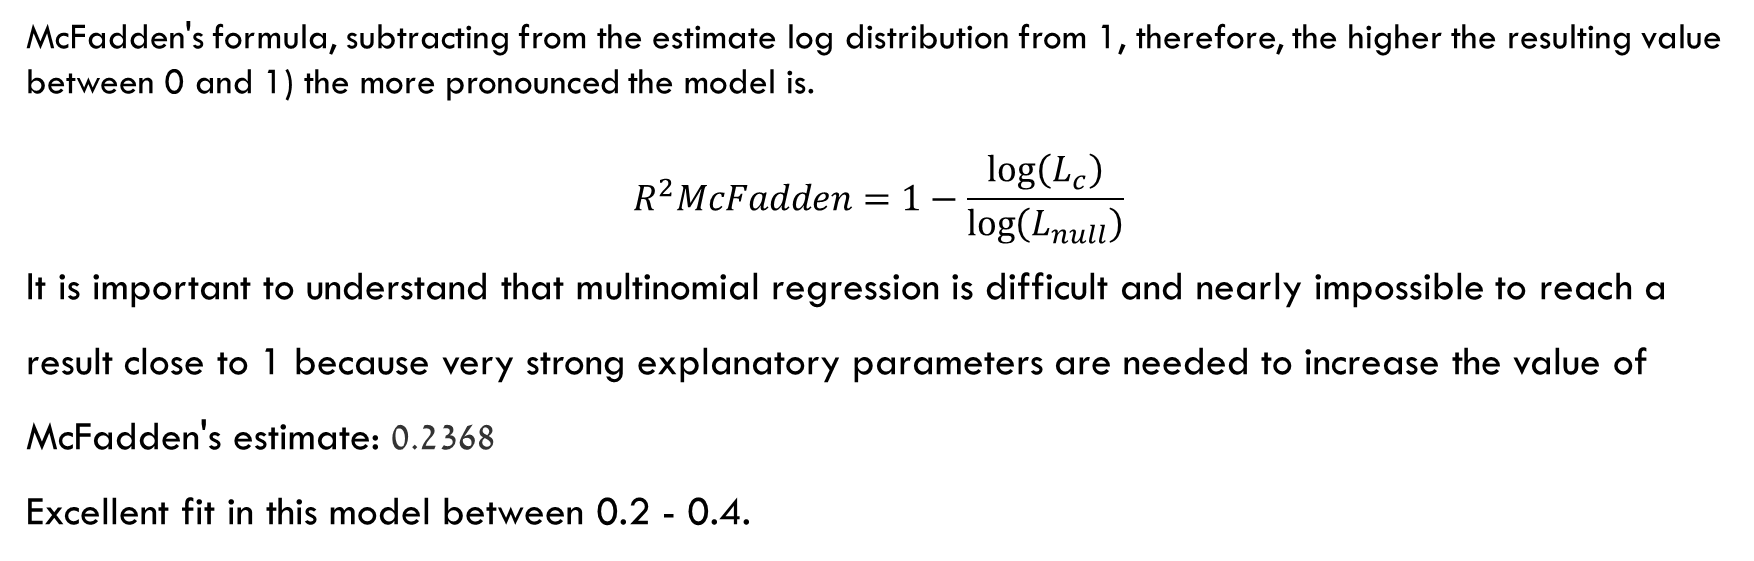 McFadden's formula, subtracting from the estimate log distribution from 1, therefore, the higher the resulting value
between 0 and 1) the more pronounced the model is.
R²McFadden = 1 − log(L_c) / log(L_null)
It is important to understand that multinomial regression is difficult and nearly impossible to reach a
result close to 1 because very strong explanatory parameters are needed to increase the value of
McFadden's estimate: 0.2368
Excellent fit in this model between 0.2 - 0.4.